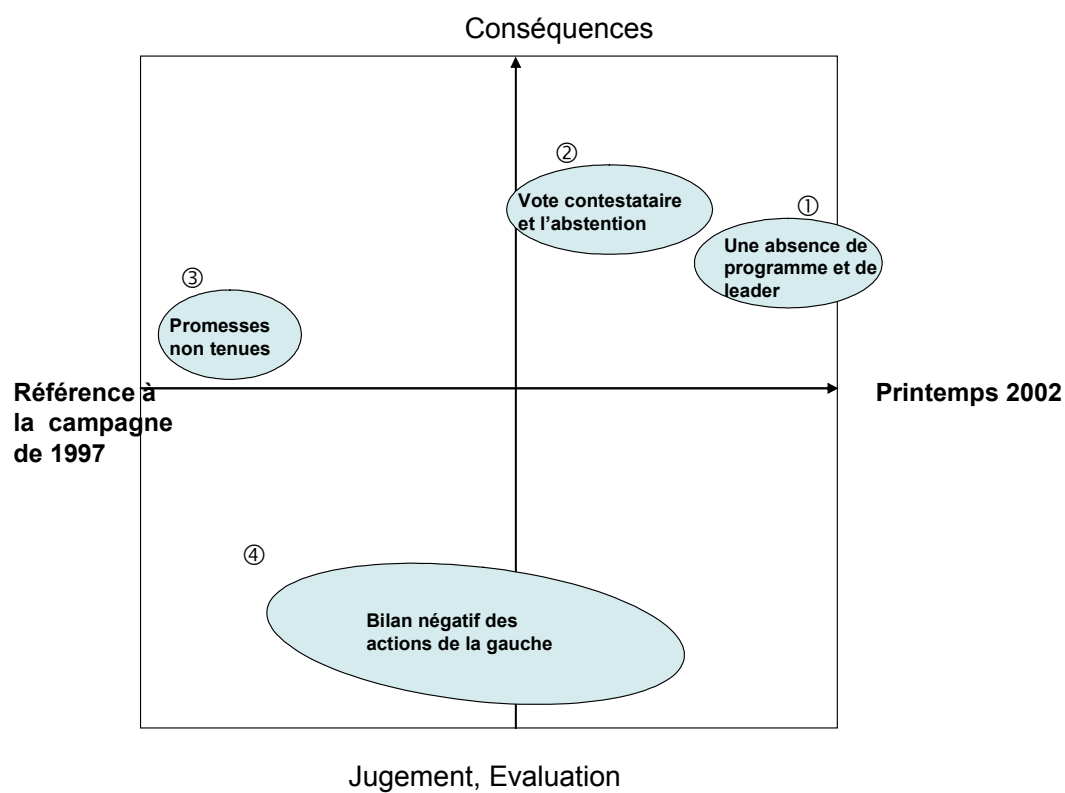 Conséquences
②
Vote contestataire
et l’abstention
①
Une absence de
programme et de
leader
③
Promesses
non tenues
Référence à
la campagne
de 1997
Printemps 2002
④
Bilan négatif des
actions de la gauche
Jugement, Evaluation